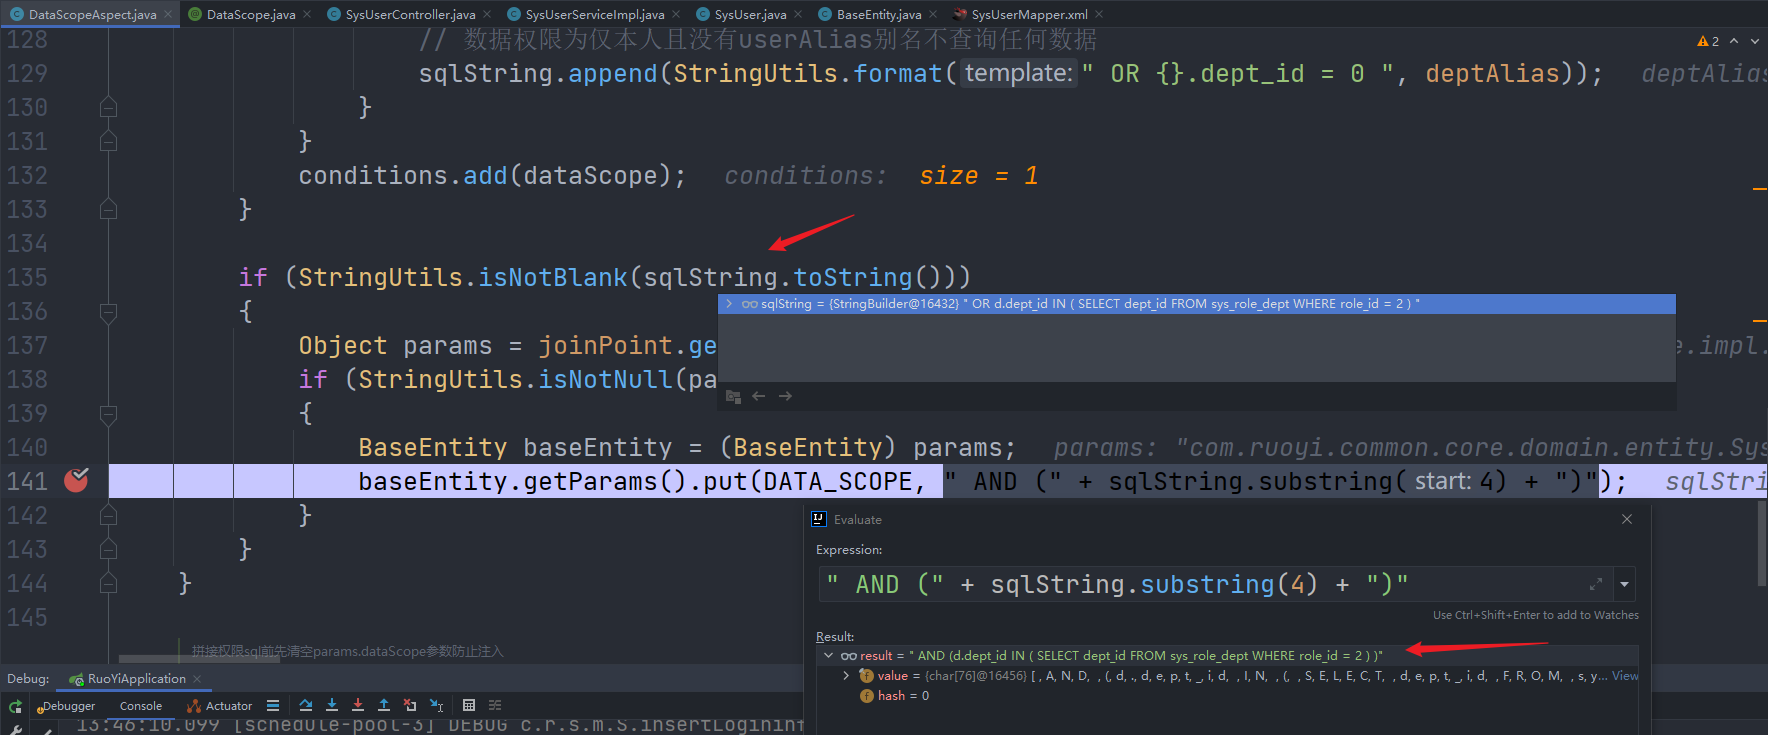 DataScopeAspect.java DataScope.java SysUserController.java SysUserServiceImpl.java SysUser.java BaseEntity.java SysUserMapper.xml
128 // 数据权限为仅本人且没有userAlias别名不查询任何数据 2
129 sqlString.append(StringUtils.format( template: " OR {}.dept_id = 0 ", deptAlias)); deptAlias
130 }
131 }
132 conditions.add(dataScope); conditions: size = 1
133 }
134
135 if (StringUtils.isNotBlank(sqlString.toString()))
sqlString = {StringBuilder@16432} " OR d.dept_id IN ( SELECT dept_id FROM sys_role_dept WHERE role_id = 2 ) "
136 {
137 Object params = joinPoint.ge e.impl.
138 if (StringUtils.isNotNull(pa
139 {
140 BaseEntity baseEntity = (BaseEntity) params; params: "com.ruoyi.common.core.domain.entity.Sys
141 baseEntity.getParams().put(DATA_SCOPE, " AND (" + sqlString.substring( start: 4) + ")"); sqlStri
142 }
143 }
144 }
145
拼接权限sql前先清空params.dataScope参数防止注入
Evaluate
Expression:
" AND (" + sqlString.substring(4) + ")"
Use Ctrl+Shift+Enter to add to Watches
Result:
result = " AND (d.dept_id IN ( SELECT dept_id FROM sys_role_dept WHERE role_id = 2 ) )"
value = {char[76]@16456} [ , A, N, D,  , (, d, ., d, e, p, t, _, i, d,  , I, N,  , (,  , S, E, L, E, C, T,  , d, e, p, t, _, i, d,  , F, R, O, M,  , s, y... View
hash = 0
Debug: RuoYiApplication
Debugger Console Actuator
13:46:10.099 [schedule-pool-3] DEBUG c.r.s.m.S.insertLogininf